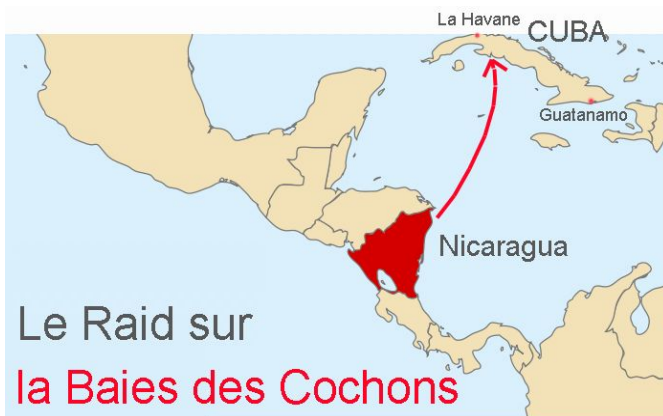 La Havane
CUBA
Guatanamo
Nicaragua
Le Raid sur
la Baies des Cochons